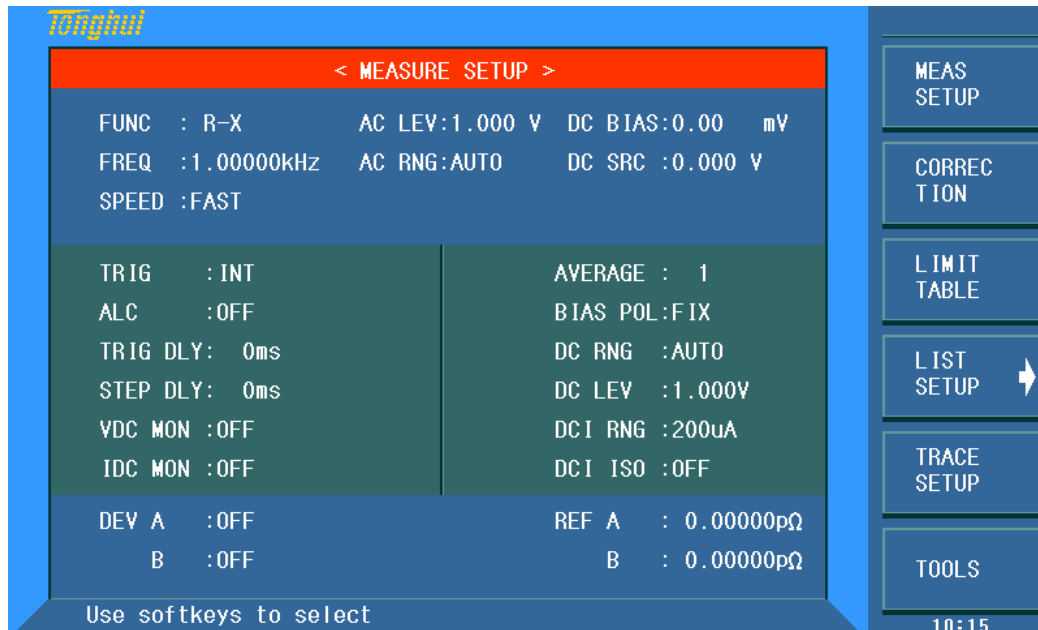 Tonghui
< MEASURE SETUP >
FUNC : R-X AC LEV:1.000 V DC BIAS:0.00 mV
FREQ :1.00000kHz AC RNG:AUTO DC SRC :0.000 V
SPEED :FAST
TRIG :INT AVERAGE : 1
ALC :OFF BIAS POL:FIX
TRIG DLY: 0ms DC RNG :AUTO
STEP DLY: 0ms DC LEV :1.000V
VDC MON :OFF DCI RNG :200uA
IDC MON :OFF DCI ISO :OFF
DEV A :OFF REF A : 0.00000pΩ
B :OFF B : 0.00000pΩ
Use softkeys to select
MEAS
SETUP
CORREC
TION
LIMIT
TABLE
LIST
SETUP
TRACE
SETUP
TOOLS
10:15